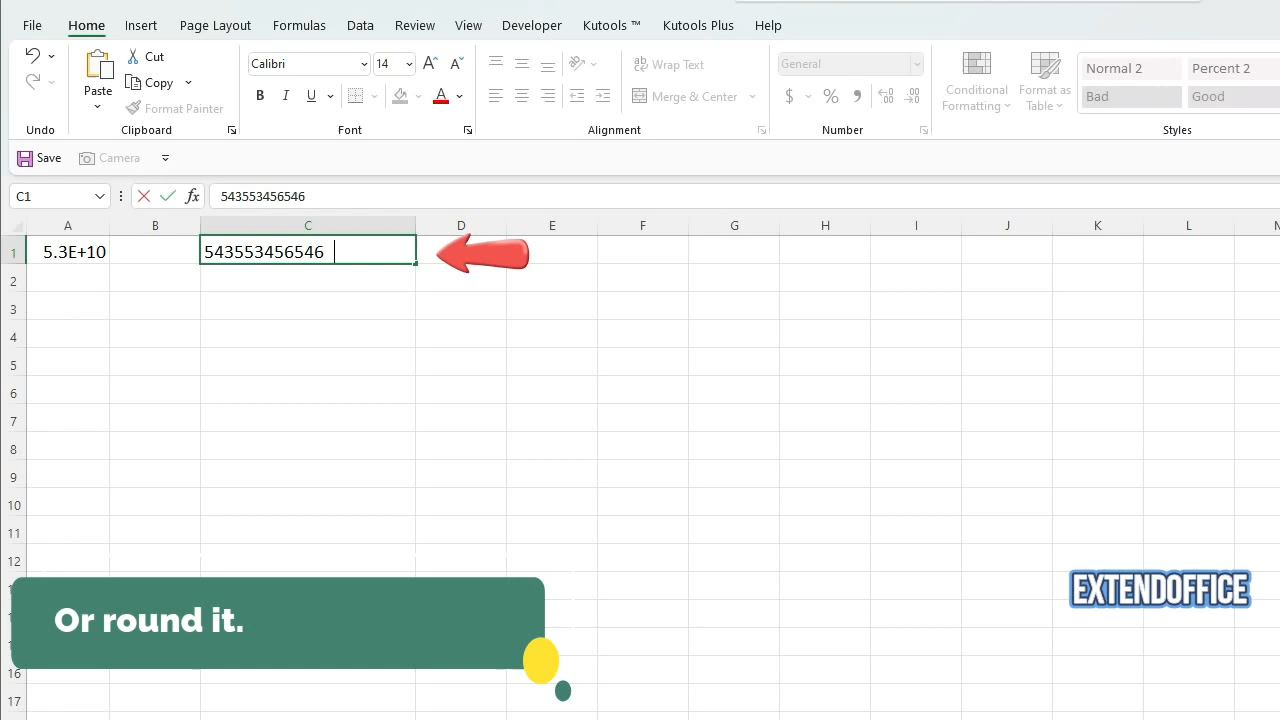 File Home Insert Page Layout Formulas Data Review View Developer Kutools ™ Kutools Plus Help
Cut
Calibri 14 A A Wrap Text General Normal 2 Percent 2
Paste Copy
B I U A Merge & Center $ % 9 Conditional Formatting Format as Table Bad Good
Format Painter
Undo Clipboard Font Alignment Number Styles
Save Camera
C1 fx 543553456546
A B C D E F G H I J K L
1 5.3E+10 543553456546
2
3
4
5
6
7
8
9
10
11
12
Or round it.
EXTENDOFFICE
16
17